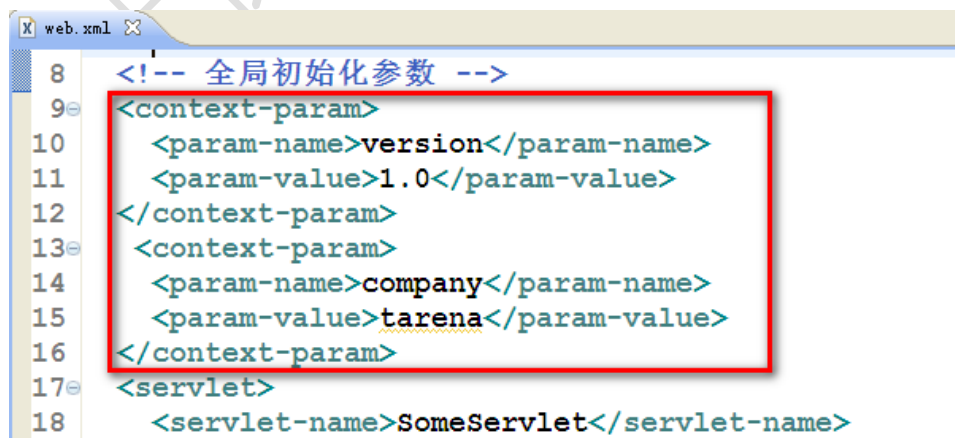 web.xml
8 <!-- 全局初始化参数 -->
9 <context-param>
10 <param-name>version</param-name>
11 <param-value>1.0</param-value>
12 </context-param>
13 <context-param>
14 <param-name>company</param-name>
15 <param-value>tarena</param-value>
16 </context-param>
17 <servlet>
18 <servlet-name>SomeServlet</servlet-name>